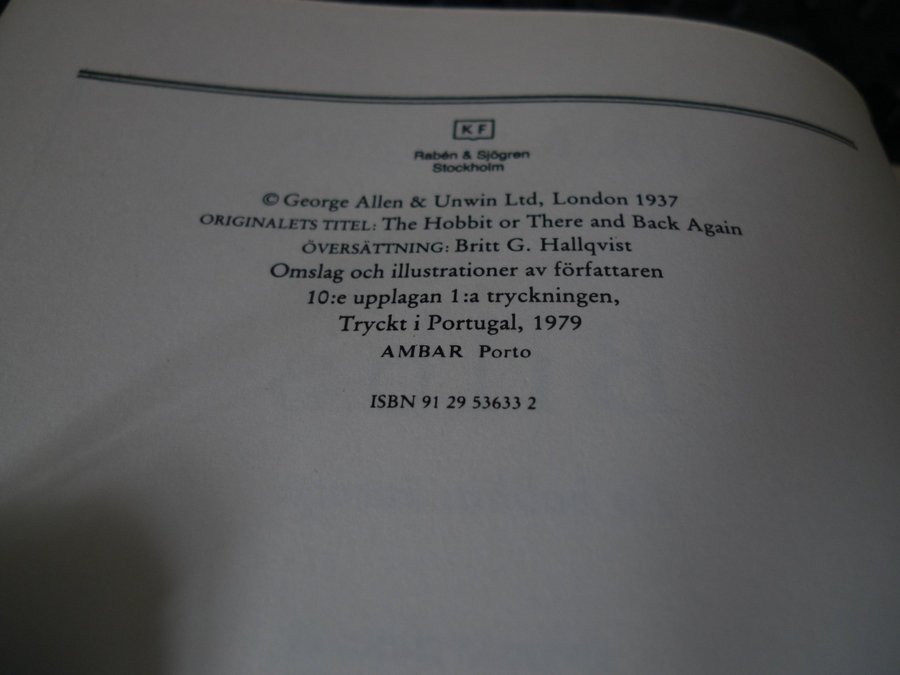 KF
Rabén & Sjögren
Stockholm
© George Allen & Unwin Ltd, London 1937
ORIGINALETS TITEL: The Hobbit or There and Back Again
ÖVERSÄTTNING: Britt G. Hallqvist
Omslag och illustrationer av författaren
10:e upplagan 1:a tryckningen,
Tryckt i Portugal, 1979
AMBAR Porto
ISBN 91 29 53633 2